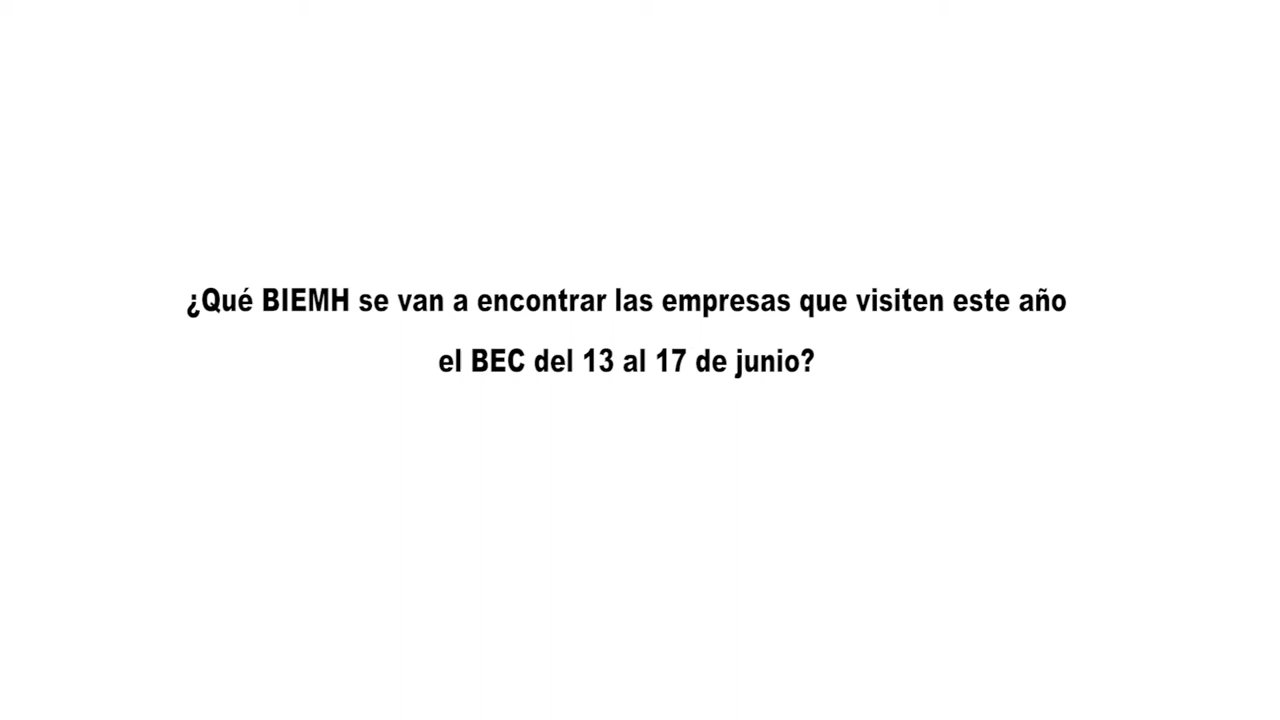 ¿Qué BIEMH se van a encontrar las empresas que visiten este año
el BEC del 13 al 17 de junio?